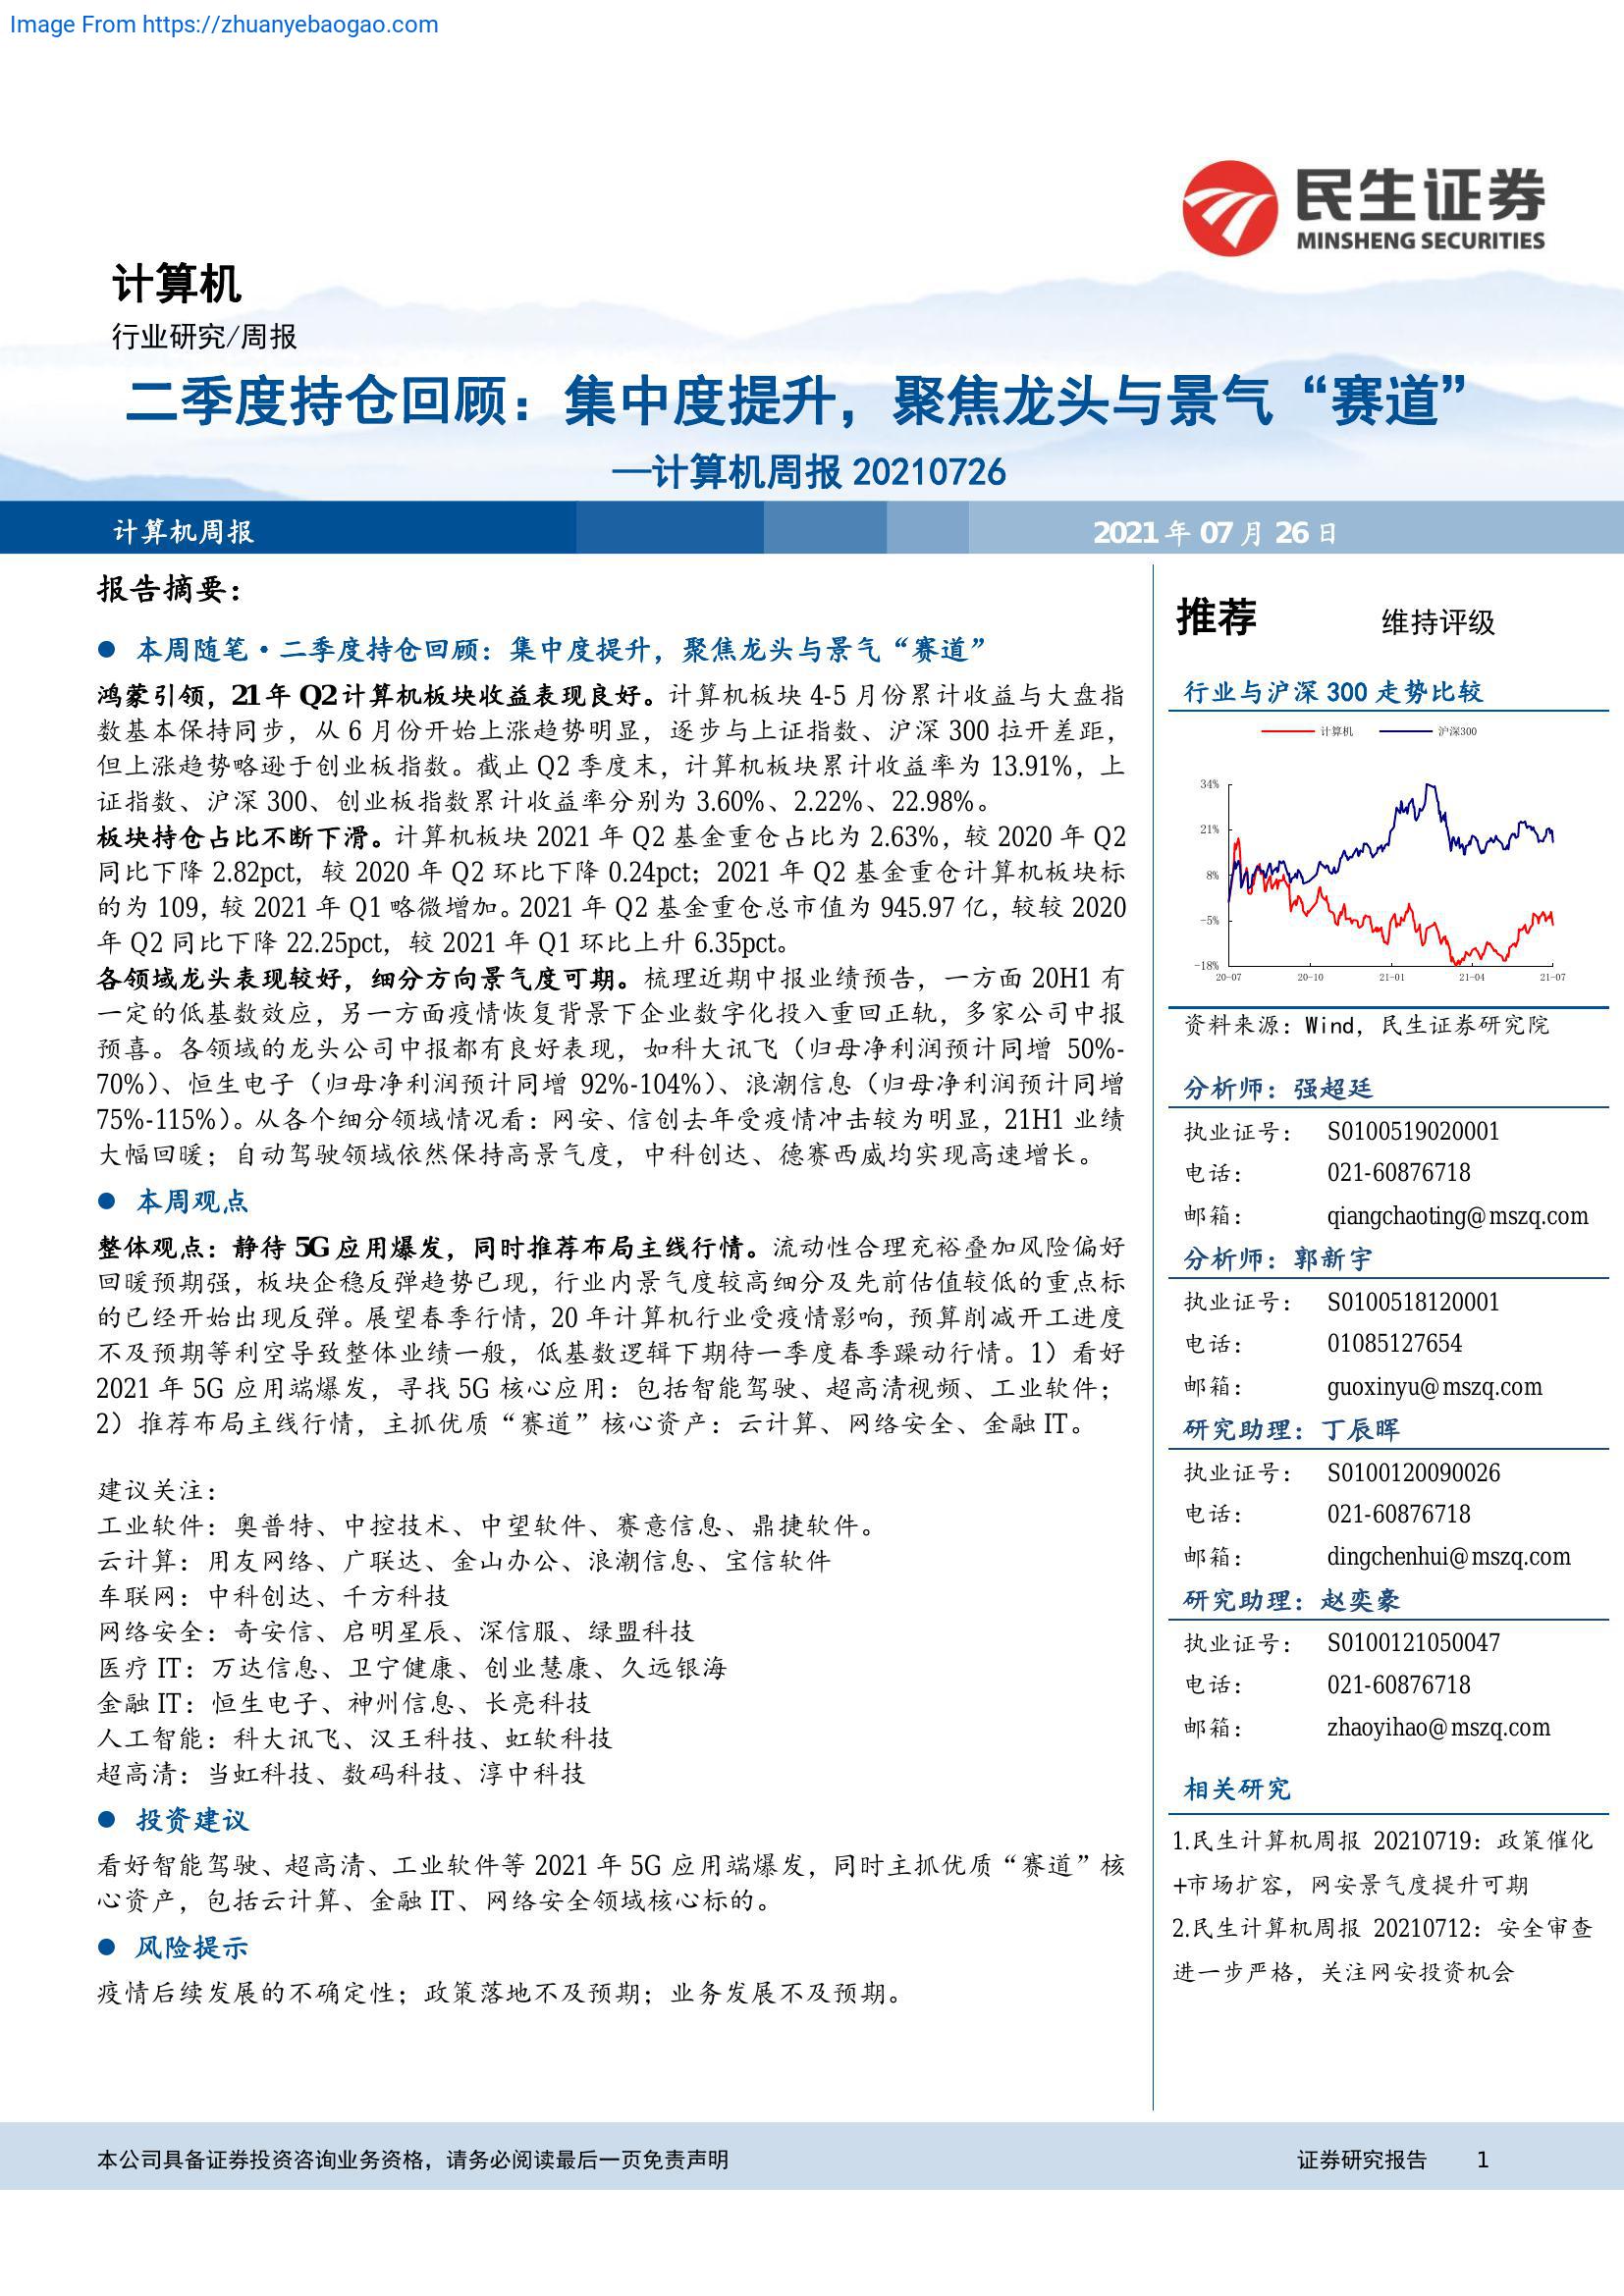 Image From https://zhuanyebaogao.com
民生证券
MINSHENG SECURITIES
计算机
行业研究/周报
二季度持仓回顾：集中度提升，聚焦龙头与景气“赛道”
—计算机周报 20210726
计算机周报
2021 年 07 月 26 日
报告摘要：
● 本周随笔·二季度持仓回顾：集中度提升，聚焦龙头与景气“赛道”
鸿蒙引领，21年 Q2计算机板块收益表现良好。计算机板块 4-5 月份累计收益与大盘指
数基本保持同步，从 6 月份开始上涨趋势明显，逐步与上证指数、沪深 300 拉开差距，
但上涨趋势略逊于创业板指数。截止 Q2 季度末，计算机板块累计收益率为 13.91%，上
证指数、沪深 300、创业板指数累计收益率分别为 3.60%、2.22%、22.98%。
板块持仓占比不断下滑。计算机板块 2021 年 Q2 基金重仓占比为 2.63%，较 2020 年 Q2
同比下降 2.82pct，较 2020 年 Q2 环比下降 0.24pct；2021 年 Q2 基金重仓计算机板块标
的为 109，较 2021 年 Q1 略微增加。2021 年 Q2 基金重仓总市值为 945.97 亿，较较 2020
年 Q2 同比下降 22.25pct，较 2021 年 Q1 环比上升 6.35pct。
各领域龙头表现较好，细分方向景气度可期。梳理近期中报业绩预告，一方面 20H1 有
一定的低基数效应，另一方面疫情恢复背景下企业数字化投入重回正轨，多家公司中报
预喜。各领域的龙头公司中报都有良好表现，如科大讯飞（归母净利润预计同增 50%-
70%）、恒生电子（归母净利润预计同增 92%-104%）、浪潮信息（归母净利润预计同增
75%-115%）。从各个细分领域情况看：网安、信创去年受疫情冲击较为明显，21H1 业绩
大幅回暖；自动驾驶领域依然保持高景气度，中科创达、德赛西威均实现高速增长。
● 本周观点
整体观点：静待 5G 应用爆发，同时推荐布局主线行情。流动性合理充裕叠加风险偏好
回暖预期强，板块企稳反弹趋势已现，行业内景气度较高细分及先前估值较低的重点标
的已经开始出现反弹。展望春季行情，20 年计算机行业受疫情影响，预算削减开工进度
不及预期等利空导致整体业绩一般，低基数逻辑下期待一季度春季躁动行情。1）看好
2021 年 5G 应用端爆发，寻找 5G 核心应用：包括智能驾驶、超高清视频、工业软件；
2）推荐布局主线行情，主抓优质“赛道”核心资产：云计算、网络安全、金融 IT。
建议关注：
工业软件：奥普特、中控技术、中望软件、赛意信息、鼎捷软件。
云计算：用友网络、广联达、金山办公、浪潮信息、宝信软件
车联网：中科创达、千方科技
网络安全：奇安信、启明星辰、深信服、绿盟科技
医疗 IT：万达信息、卫宁健康、创业慧康、久远银海
金融 IT：恒生电子、神州信息、长亮科技
人工智能：科大讯飞、汉王科技、虹软科技
超高清：当虹科技、数码科技、淳中科技
● 投资建议
看好智能驾驶、超高清、工业软件等 2021 年 5G 应用端爆发，同时主抓优质“赛道”核
心资产，包括云计算、金融 IT、网络安全领域核心标的。
● 风险提示
疫情后续发展的不确定性；政策落地不及预期；业务发展不及预期。
推荐 维持评级
行业与沪深 300 走势比较
计算机 沪深300
34%
21%
8%
-5%
-18%
20-07 20-10 21-01 21-04 21-07
资料来源：Wind，民生证券研究院
分析师：强超廷
执业证号： S0100519020001
电话： 021-60876718
邮箱： qiangchaoting@mszq.com
分析师：郭新宇
执业证号： S0100518120001
电话： 01085127654
邮箱： guoxinyu@mszq.com
研究助理：丁辰晖
执业证号： S0100120090026
电话： 021-60876718
邮箱： dingchenhui@mszq.com
研究助理：赵奕豪
执业证号： S0100121050047
电话： 021-60876718
邮箱： zhaoyihao@mszq.com
相关研究
1.民生计算机周报 20210719：政策催化
+市场扩容，网安景气度提升可期
2.民生计算机周报 20210712：安全审查
进一步严格，关注网安投资机会
本公司具备证券投资咨询业务资格，请务必阅读最后一页免责声明
证券研究报告 1